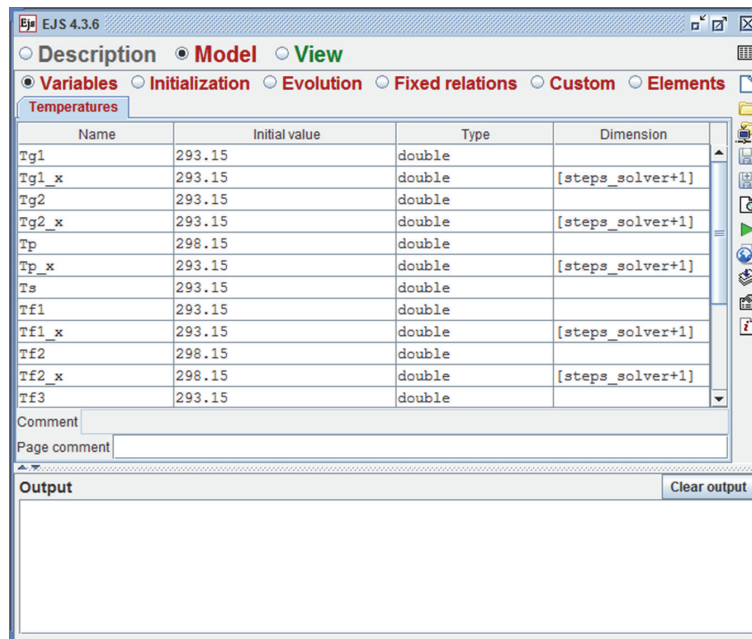 Ejs EJS 4.3.6
Description Model View
Variables Initialization Evolution Fixed relations Custom Elements
Temperatures
Name Initial value Type Dimension
Tg1 293.15 double
Tg1_x 293.15 double [steps_solver+1]
Tg2 293.15 double
Tg2_x 293.15 double [steps_solver+1]
Tp 298.15 double
Tp_x 293.15 double [steps_solver+1]
Ts 293.15 double
Tf1 293.15 double
Tf1_x 293.15 double [steps_solver+1]
Tf2 298.15 double
Tf2_x 298.15 double [steps_solver+1]
Tf3 293.15 double
Comment
Page comment
Output Clear output